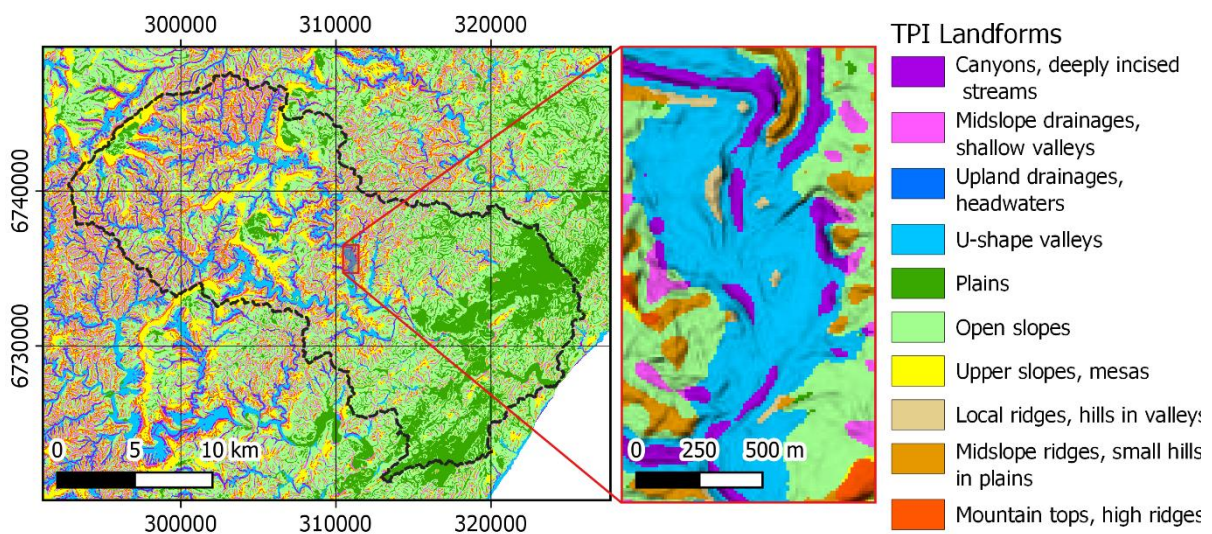 300000 310000 320000
6740000
6730000
0 5 10 km
300000 310000 320000
0 250 500 m
TPI Landforms
Canyons, deeply incised
streams
Midslope drainages,
shallow valleys
Upland drainages,
headwaters
U-shape valleys
Plains
Open slopes
Upper slopes, mesas
Local ridges, hills in valleys
Midslope ridges, small hills
in plains
Mountain tops, high ridges